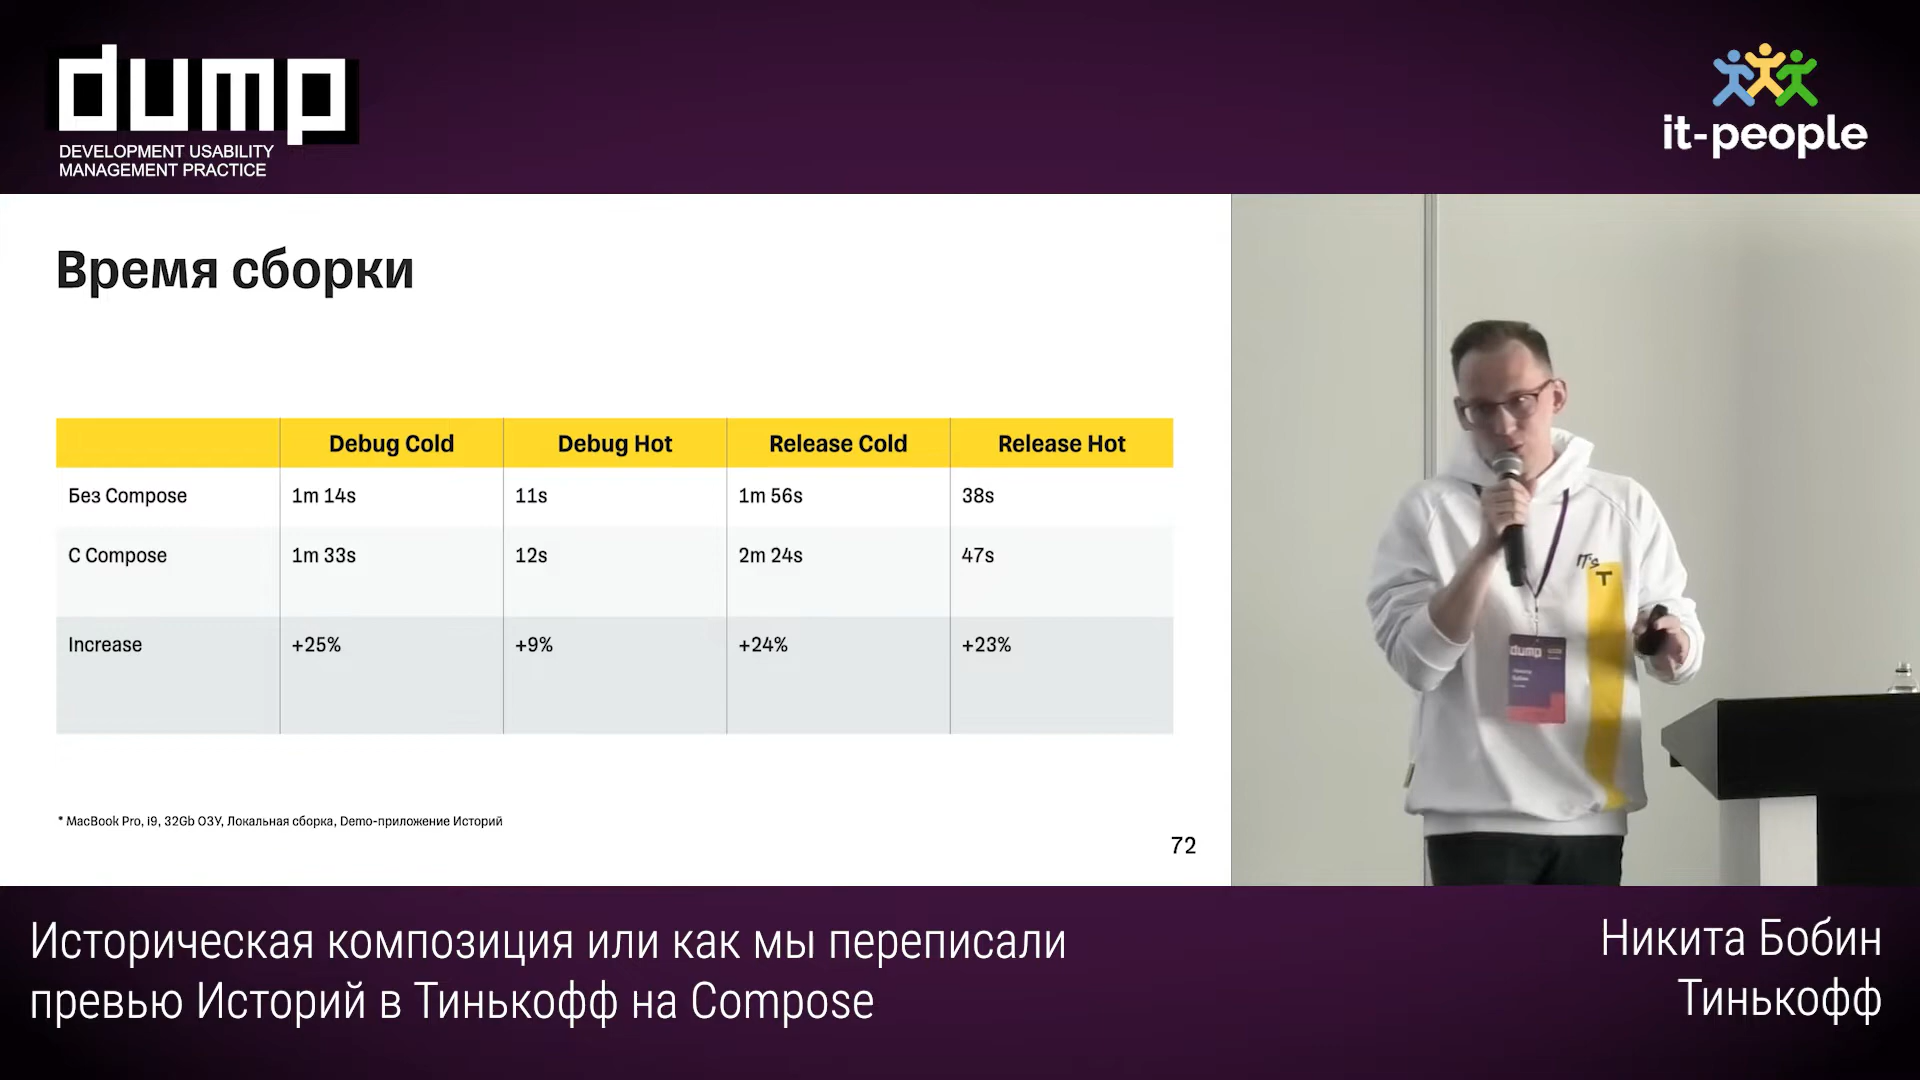 dump
DEVELOPMENT USABILITY
MANAGEMENT PRACTICE
it-people
Время сборки
Debug Cold Debug Hot Release Cold Release Hot
Без Compose 1m 14s 11s 1m 56s 38s
С Compose 1m 33s 12s 2m 24s 47s
Increase +25% +9% +24% +23%
* MacBook Pro, i9, 32Gb ОЗУ, Локальная сборка, Demo-приложение Историй
72
IT'S
T
dump
Бобин
Историческая композиция или как мы переписали
превью Историй в Тинькофф на Compose
Никита Бобин
Тинькофф